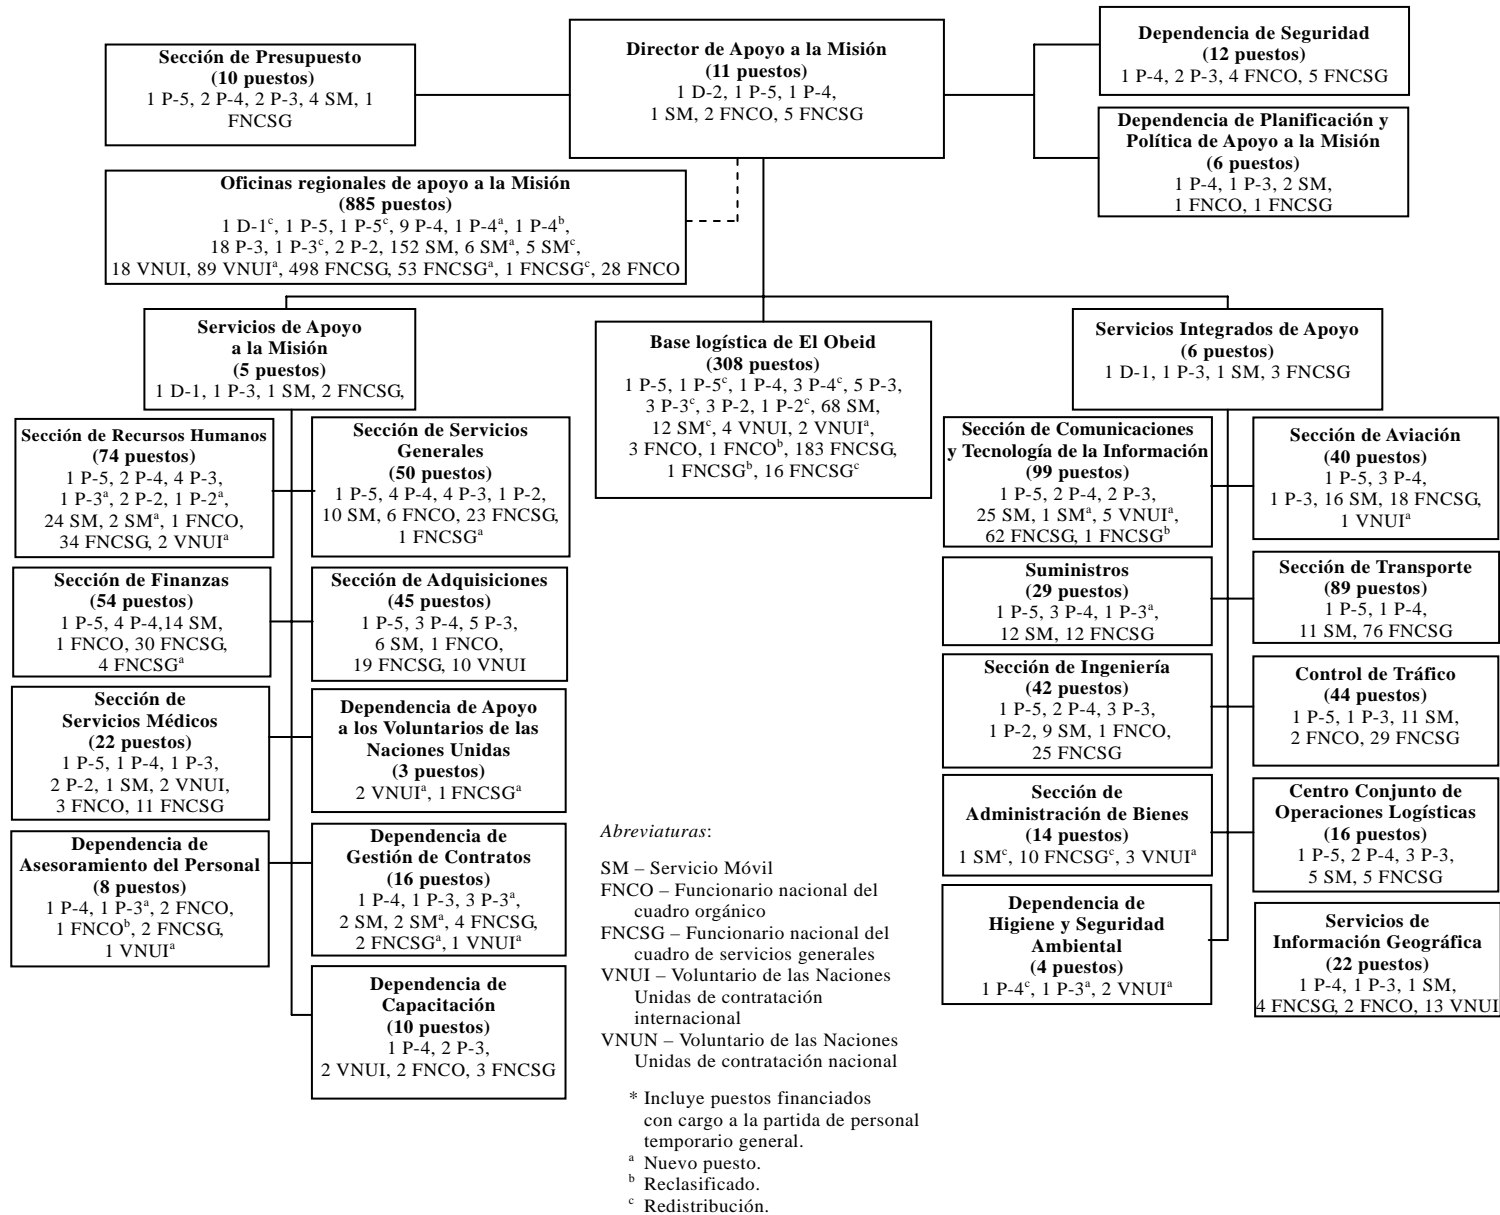 Sección de Presupuesto
(10 puestos)
1 P-5, 2 P-4, 2 P-3, 4 SM, 1
FNCSG
Director de Apoyo a la Misión
(11 puestos)
1 D-2, 1 P-5, 1 P-4,
1 SM, 2 FNCO, 5 FNCSG
Dependencia de Seguridad
(12 puestos)
1 P-4, 2 P-3, 4 FNCO, 5 FNCSG
Dependencia de Planificación y
Política de Apoyo a la Misión
(6 puestos)
1 P-4, 1 P-3, 2 SM,
1 FNCO, 1 FNCSG
Oficinas regionales de apoyo a la Misión
(885 puestos)
1 D-1ᶜ, 1 P-5, 1 P-5ᶜ, 9 P-4, 1 P-4ᵃ, 1 P-4ᵇ,
18 P-3, 1 P-3ᶜ, 2 P-2, 152 SM, 6 SMᵃ, 5 SMᶜ,
18 VNUI, 89 VNUIᵃ, 498 FNCSG, 53 FNCSGᵃ, 1 FNCSGᶜ, 28 FNCO
Servicios de Apoyo
a la Misión
(5 puestos)
1 D-1, 1 P-3, 1 SM, 2 FNCSG,
Base logística de El Obeid
(308 puestos)
1 P-5, 1 P-5ᶜ, 1 P-4, 3 P-4ᶜ, 5 P-3,
3 P-3ᶜ, 3 P-2, 1 P-2ᶜ, 68 SM,
12 SMᶜ, 4 VNUI, 2 VNUIᵃ,
3 FNCO, 1 FNCOᵇ, 183 FNCSG,
1 FNCSGᵇ, 16 FNCSGᶜ
Servicios Integrados de Apoyo
(6 puestos)
1 D-1, 1 P-3, 1 SM, 3 FNCSG
Sección de Recursos Humanos
(74 puestos)
1 P-5, 2 P-4, 4 P-3,
1 P-3ᵃ, 2 P-2, 1 P-2ᵃ,
24 SM, 2 SMᵃ, 1 FNCO,
34 FNCSG, 2 VNUIᵃ
Sección de Servicios
Generales
(50 puestos)
1 P-5, 4 P-4, 4 P-3, 1 P-2,
10 SM, 6 FNCO, 23 FNCSG,
1 FNCSGᵃ
Sección de Finanzas
(54 puestos)
1 P-5, 4 P-4,14 SM,
1 FNCO, 30 FNCSG,
4 FNCSGᵃ
Sección de Adquisiciones
(45 puestos)
1 P-5, 3 P-4, 5 P-3,
6 SM, 1 FNCO,
19 FNCSG, 10 VNUI
Sección de
Servicios Médicos
(22 puestos)
1 P-5, 1 P-4, 1 P-3,
2 P-2, 1 SM, 2 VNUI,
3 FNCO, 11 FNCSG
Dependencia de Apoyo
a los Voluntarios de las
Naciones Unidas
(3 puestos)
2 VNUIᵃ, 1 FNCSGᵃ
Dependencia de
Asesoramiento del Personal
(8 puestos)
1 P-4, 1 P-3ᵃ, 2 FNCO,
1 FNCOᵇ, 2 FNCSG,
1 VNUIᵃ
Dependencia de
Gestión de Contratos
(16 puestos)
1 P-4, 1 P-3, 3 P-3ᵃ,
2 SM, 2 SMᵃ, 4 FNCSG,
2 FNCSGᵃ, 1 VNUIᵃ
Dependencia de
Capacitación
(10 puestos)
1 P-4, 2 P-3,
2 VNUI, 2 FNCO, 3 FNCSG
Sección de Comunicaciones
y Tecnología de la Información
(99 puestos)
1 P-5, 2 P-4, 2 P-3,
25 SM, 1 SMᵃ, 5 VNUIᵃ,
62 FNCSG, 1 FNCSGᵇ
Sección de Aviación
(40 puestos)
1 P-5, 3 P-4,
1 P-3, 16 SM, 18 FNCSG,
1 VNUIᵃ
Suministros
(29 puestos)
1 P-5, 3 P-4, 1 P-3ᵃ,
12 SM, 12 FNCSG
Sección de Transporte
(89 puestos)
1 P-5, 1 P-4,
11 SM, 76 FNCSG
Sección de Ingeniería
(42 puestos)
1 P-5, 2 P-4, 3 P-3,
1 P-2, 9 SM, 1 FNCO,
25 FNCSG
Control de Tráfico
(44 puestos)
1 P-5, 1 P-3, 11 SM,
2 FNCO, 29 FNCSG
Sección de
Administración de Bienes
(14 puestos)
1 SMᶜ, 10 FNCSGᶜ, 3 VNUIᵃ
Centro Conjunto de
Operaciones Logísticas
(16 puestos)
1 P-5, 2 P-4, 3 P-3,
5 SM, 5 FNCSG
Dependencia de
Higiene y Seguridad
Ambiental
(4 puestos)
1 P-4ᶜ, 1 P-3ᵃ, 2 VNUIᵃ
Servicios de
Información Geográfica
(22 puestos)
1 P-4, 1 P-3, 1 SM,
4 FNCSG, 2 FNCO, 13 VNUI
Abreviaturas:
SM – Servicio Móvil
FNCO – Funcionario nacional del
cuadro orgánico
FNCSG – Funcionario nacional del
cuadro de servicios generales
VNUI – Voluntario de las Naciones
Unidas de contratación
internacional
VNUN – Voluntario de las Naciones
Unidas de contratación nacional
* Incluye puestos financiados
con cargo a la partida de personal
temporario general.
ᵃ Nuevo puesto.
ᵇ Reclasificado.
ᶜ Redistribución.